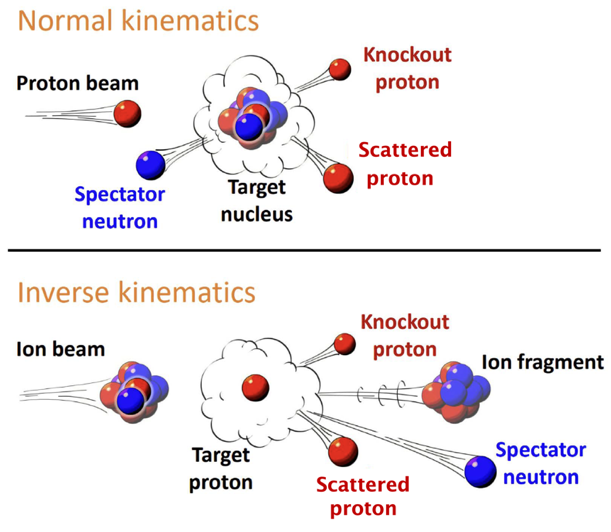 Normal kinematics
Knockout
proton
Proton beam
Scattered
proton
Spectator
neutron
Target
nucleus
Inverse kinematics
Knockout
proton
Ion beam
Ion fragment
Target
proton
Scattered
proton
Spectator
neutron